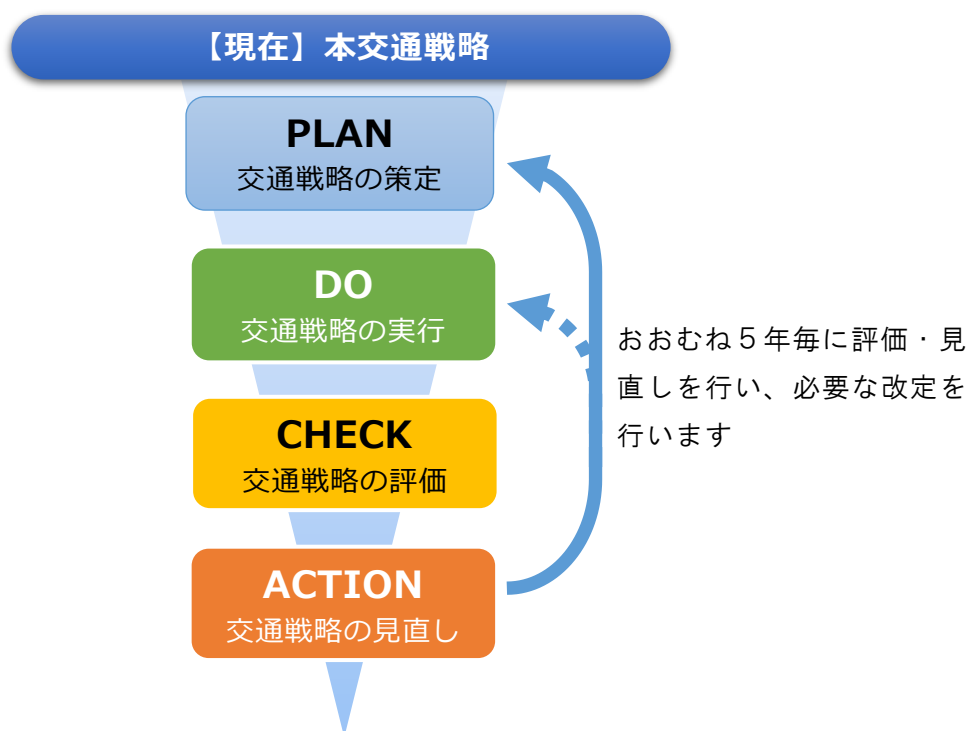 【現在】本交通戦略
PLAN
交通戦略の策定
DO
交通戦略の実行
おおむね５年毎に評価・見
直しを行い、必要な改定を
行います
CHECK
交通戦略の評価
ACTION
交通戦略の見直し